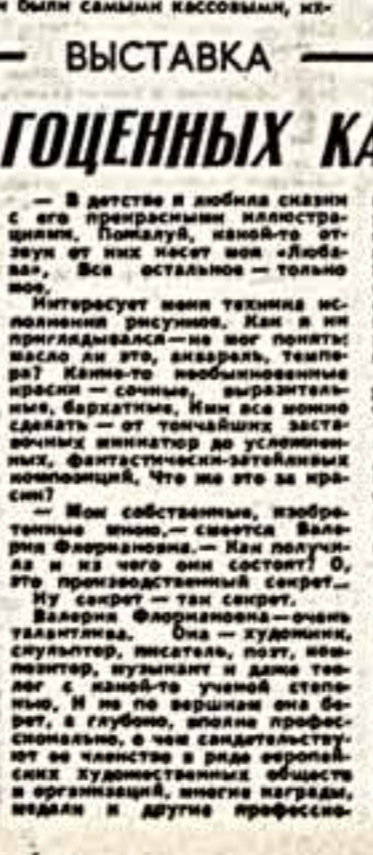 и были самыми кассовыми, их-
ВЫСТАВКА
ГОЦЕННЫХ КА
— В детстве я любила сказки
с его прекрасными иллюстра-
циями. Пожалуй, какой-то от-
звук от них несет моя «Люба-
ва». Все остальное — только
мое.
Интересует меня техника ис-
полнения рисунков. Как я ни
приглядывался — не мог понять:
масло ли это, акварель, темпе-
ра? Какие-то необыкновенные
краски — сочные, выразитель-
ные, бархатные. Ими все можно
сделать — от тончайших заста-
вочных миниатюр до усложнен-
ных, фантастически-затейливых
композиций. Что же это за кра-
ски?
— Мои собственные, изобре-
тенные мною, — смеется Вале-
рия Флориановна. — Как получи-
ла и из чего они состоят? О,
это производственный секрет...
Ну секрет — так секрет.
Валерия Флориановна — очень
талантлива. Она — художник,
скульптор, писатель, поэт, ком-
позитор, музыкант и даже тео-
лог с какой-то ученой степе-
нью. И не по вершкам она бе-
рет, а глубоко, вполне профес-
сионально, о чем свидетельству-
ют ее членство в ряде европей-
ских художественных обществ
и организаций, многие награды,
медали и другие профессио-